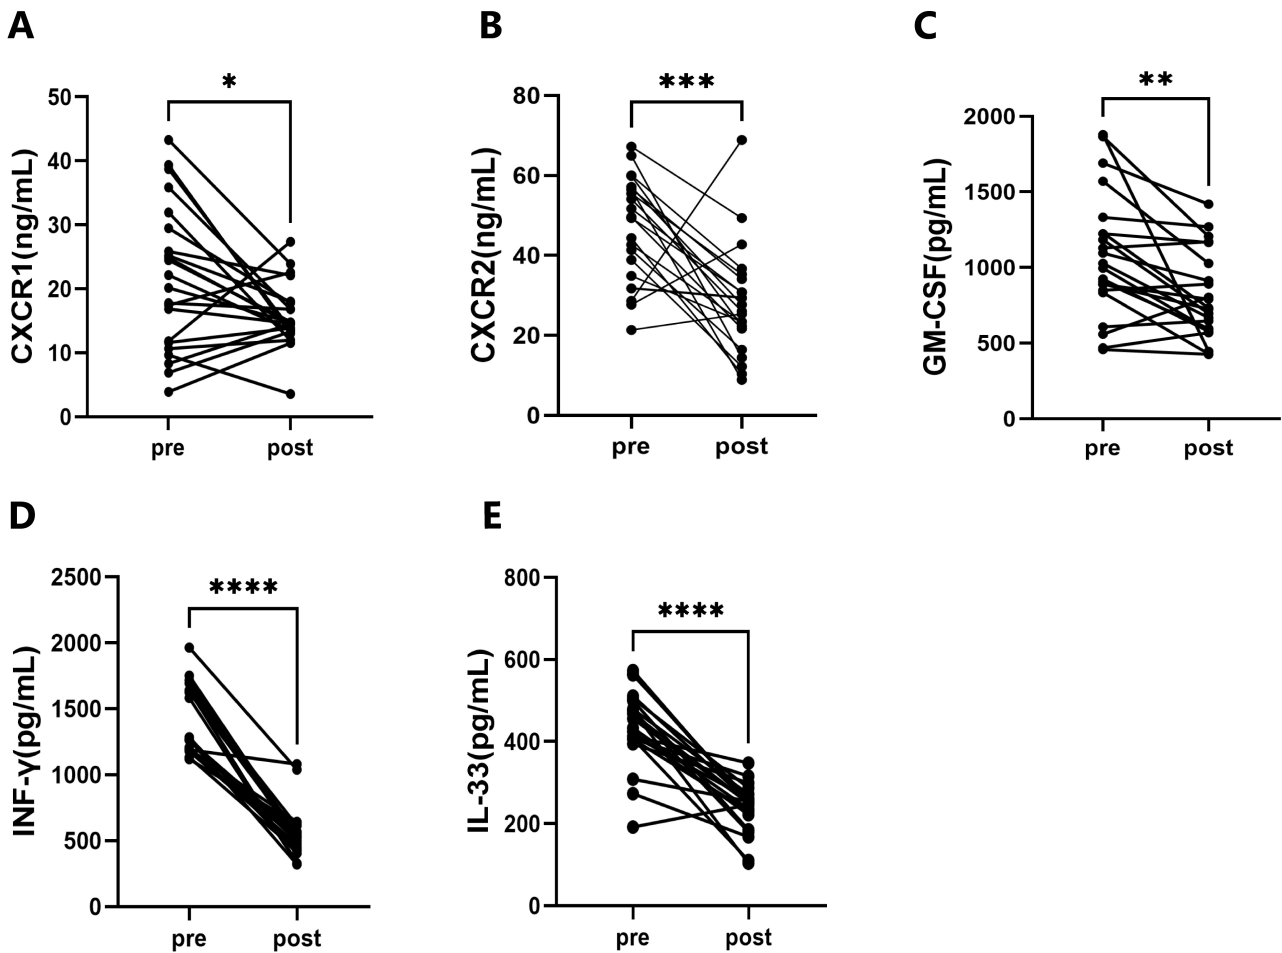 A
*
CXCR1(ng/mL)
50
40
30
20
10
0
pre post
B
***
CXCR2(ng/mL)
80
60
40
20
0
pre post
C
**
GM-CSF(pg/mL)
2000
1500
1000
500
0
pre post
D
****
INF-γ(pg/mL)
2500
2000
1500
1000
500
0
pre post
E
****
IL-33(pg/mL)
800
600
400
200
0
pre post